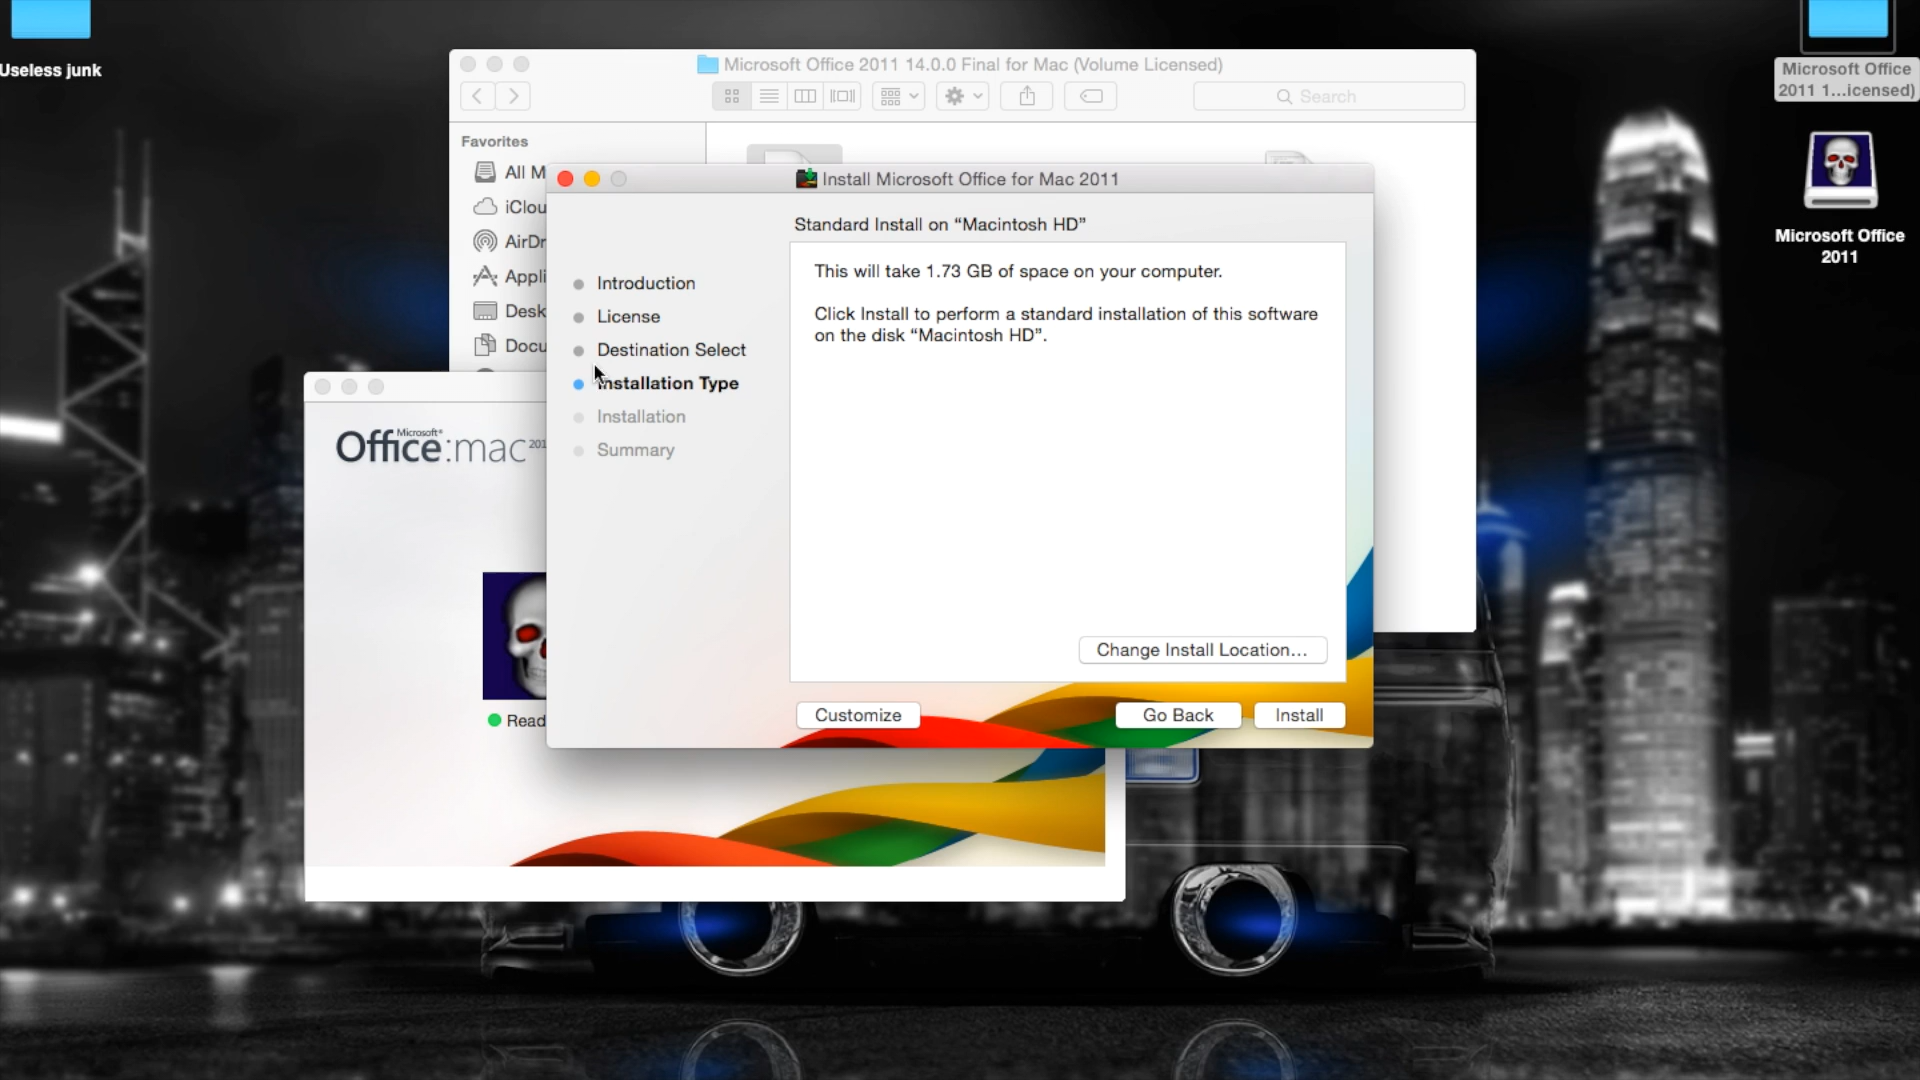 Useless junk
Microsoft Office 2011 14.0.0 Final for Mac (Volume Licensed)
Search
Favorites
All M
iClou
AirDr
Appli
Desk
Docu
Microsoft Office
2011 1...icensed)
Microsoft Office
2011
Install Microsoft Office for Mac 2011
Standard Install on “Macintosh HD”
Introduction
License
Destination Select
Installation Type
Installation
Summary
This will take 1.73 GB of space on your computer.
Click Install to perform a standard installation of this software
on the disk “Macintosh HD”.
Change Install Location...
Customize
Go Back
Install
Microsoft®
Office:mac 201
Read